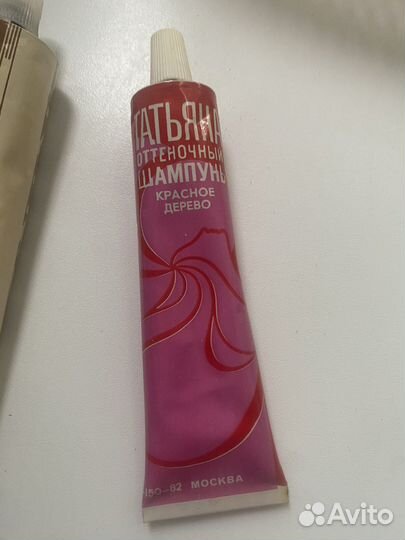 ТАТЬЯНА
ОТТЕНОЧНЫЙ
ШАМПУНЬ
КРАСНОЕ
ДЕРЕВО
МОСКВА
Avito